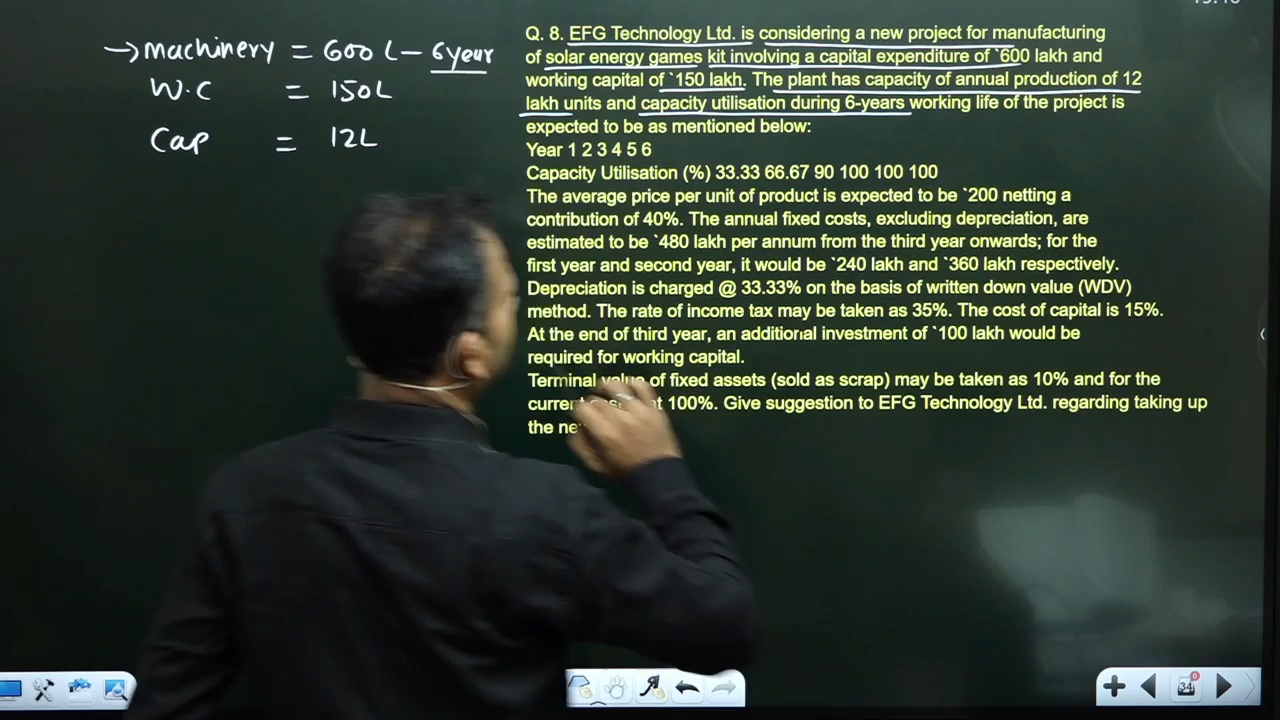 → Machinery = 600 L – 6 year
W.C = 150L
Cap = 12L
Q. 8. EFG Technology Ltd. is considering a new project for manufacturing
of solar energy games kit involving a capital expenditure of `600 lakh and
working capital of `150 lakh. The plant has capacity of annual production of 12
lakh units and capacity utilisation during 6-years working life of the project is
expected to be as mentioned below:
Year 1 2 3 4 5 6
Capacity Utilisation (%) 33.33 66.67 90 100 100 100
The average price per unit of product is expected to be `200 netting a
contribution of 40%. The annual fixed costs, excluding depreciation, are
estimated to be `480 lakh per annum from the third year onwards; for the
first year and second year, it would be `240 lakh and `360 lakh respectively.
Depreciation is charged @ 33.33% on the basis of written down value (WDV)
method. The rate of income tax may be taken as 35%. The cost of capital is 15%.
At the end of third year, an additional investment of `100 lakh would be
required for working capital.
Terminal value of fixed assets (sold as scrap) may be taken as 10% and for the
current at 100%. Give suggestion to EFG Technology Ltd. regarding taking up
the
34
0